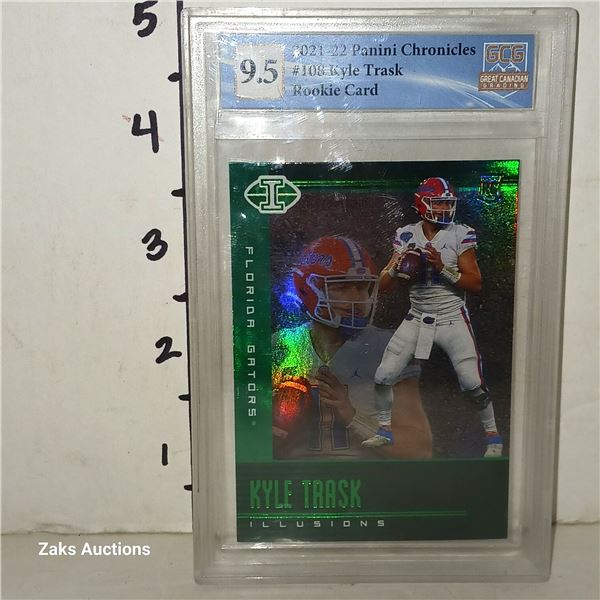 5
4
3
2
1
9.5
2021-22 Panini Chronicles
#108 Kyle Trask
Rookie Card
GCG
GREAT CANADIAN
GRADING
I
RC
FLORIDA GATORS
KYLE TRASK
ILLUSIONS
Zaks Auctions